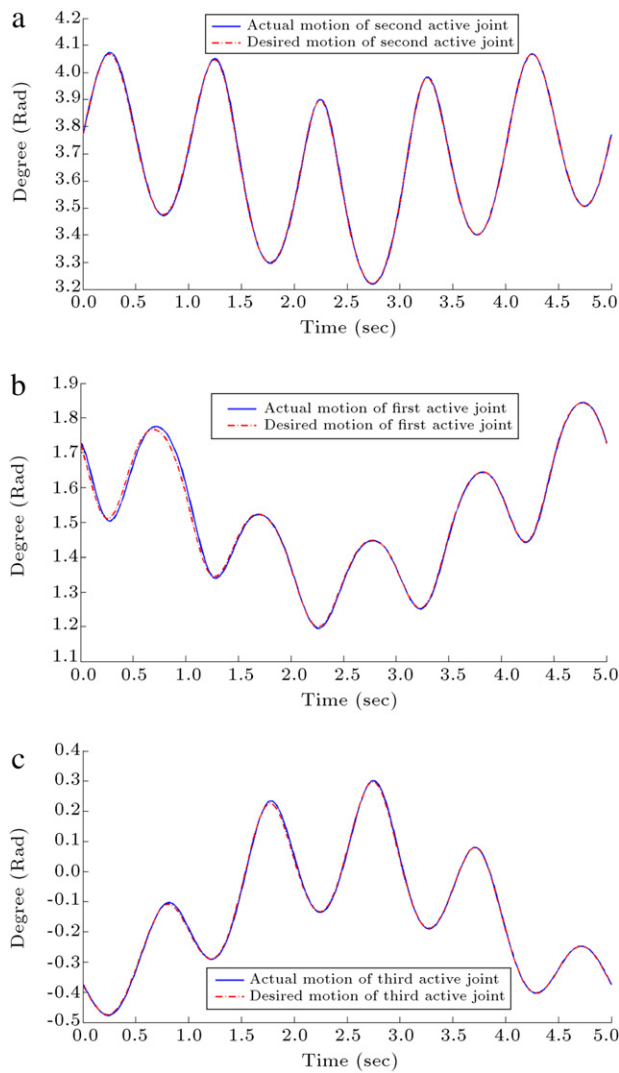 a
Actual motion of second active joint
Desired motion of second active joint
Degree (Rad)
4.2
4.1
4.0
3.9
3.8
3.7
3.6
3.5
3.4
3.3
3.2
0.0 0.5 1.0 1.5 2.0 2.5 3.0 3.5 4.0 4.5 5.0
Time (sec)
b
Actual motion of first active joint
Desired motion of first active joint
Degree (Rad)
1.9
1.8
1.7
1.6
1.5
1.4
1.3
1.2
1.1
0.0 0.5 1.0 1.5 2.0 2.5 3.0 3.5 4.0 4.5 5.0
Time (sec)
c
Degree (Rad)
0.4
0.3
0.2
0.1
0.0
-0.1
-0.2
-0.3
-0.4
-0.5
Actual motion of third active joint
Desired motion of third active joint
0.0 0.5 1.0 1.5 2.0 2.5 3.0 3.5 4.0 4.5 5.0
Time (sec)